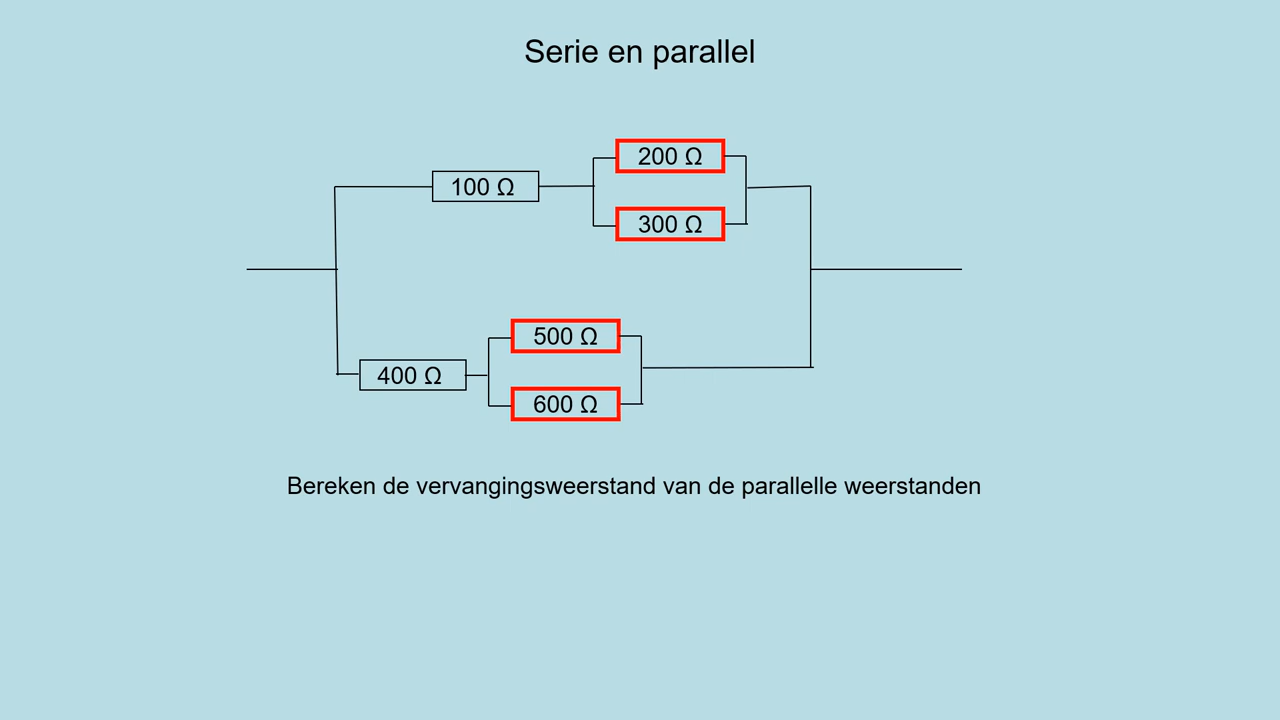 Serie en parallel
200 Ω
100 Ω
300 Ω
500 Ω
400 Ω
600 Ω
Bereken de vervangingsweerstand van de parallelle weerstanden